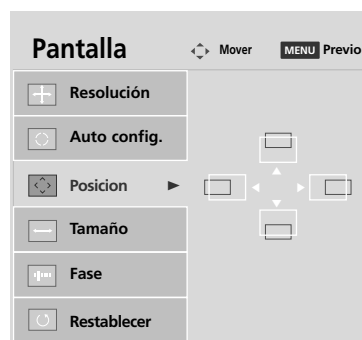 Pantalla Mover MENU Previo
Resolución
Auto config.
Posicion
Tamaño
Fase
Restablecer